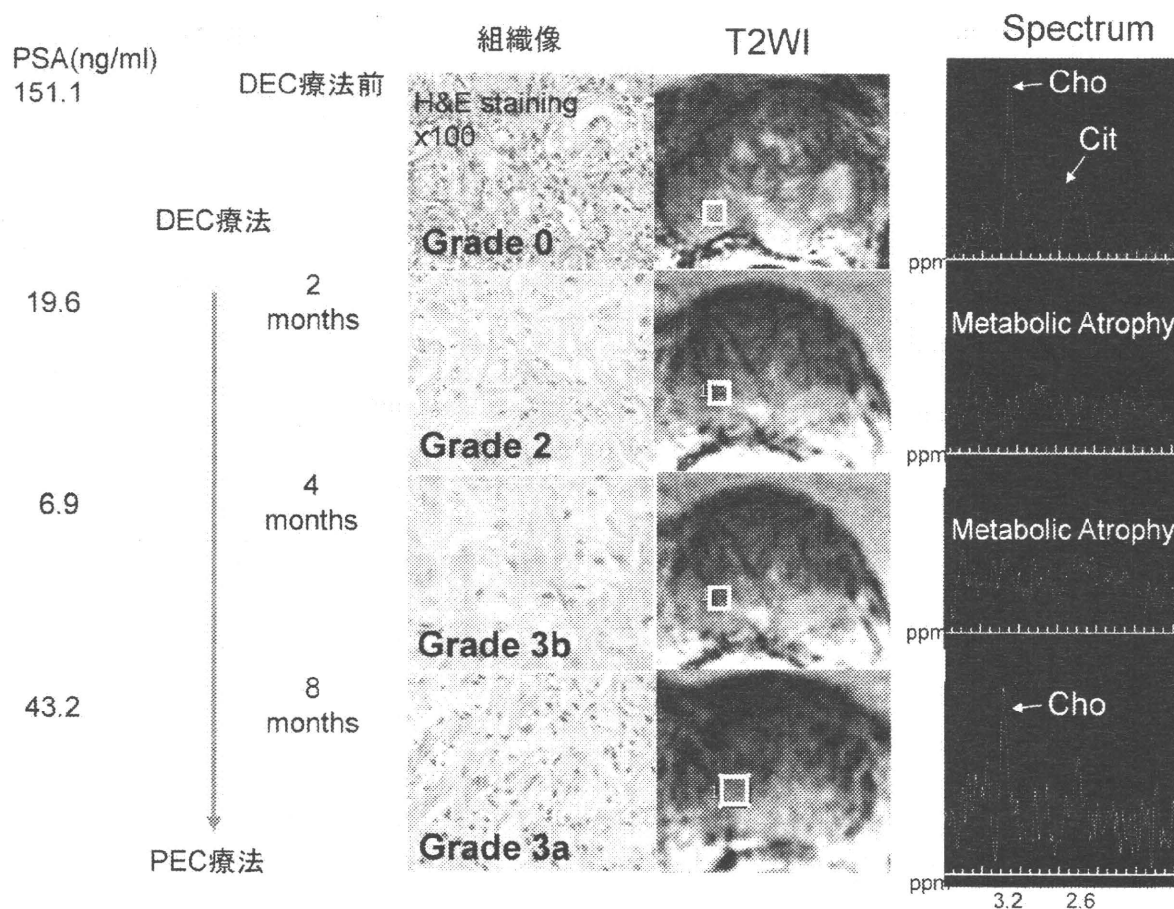 PSA(ng/ml)
151.1
DEC療法前
組織像
T2WI
Spectrum
H&E staining
x100
Grade 0
Cho
Cit
ppm
DEC療法
19.6
2
months
Grade 2
Metabolic Atrophy
ppm
6.9
4
months
Grade 3b
Metabolic Atrophy
ppm
43.2
8
months
Grade 3a
Cho
ppm
3.2
2.6
PEC療法